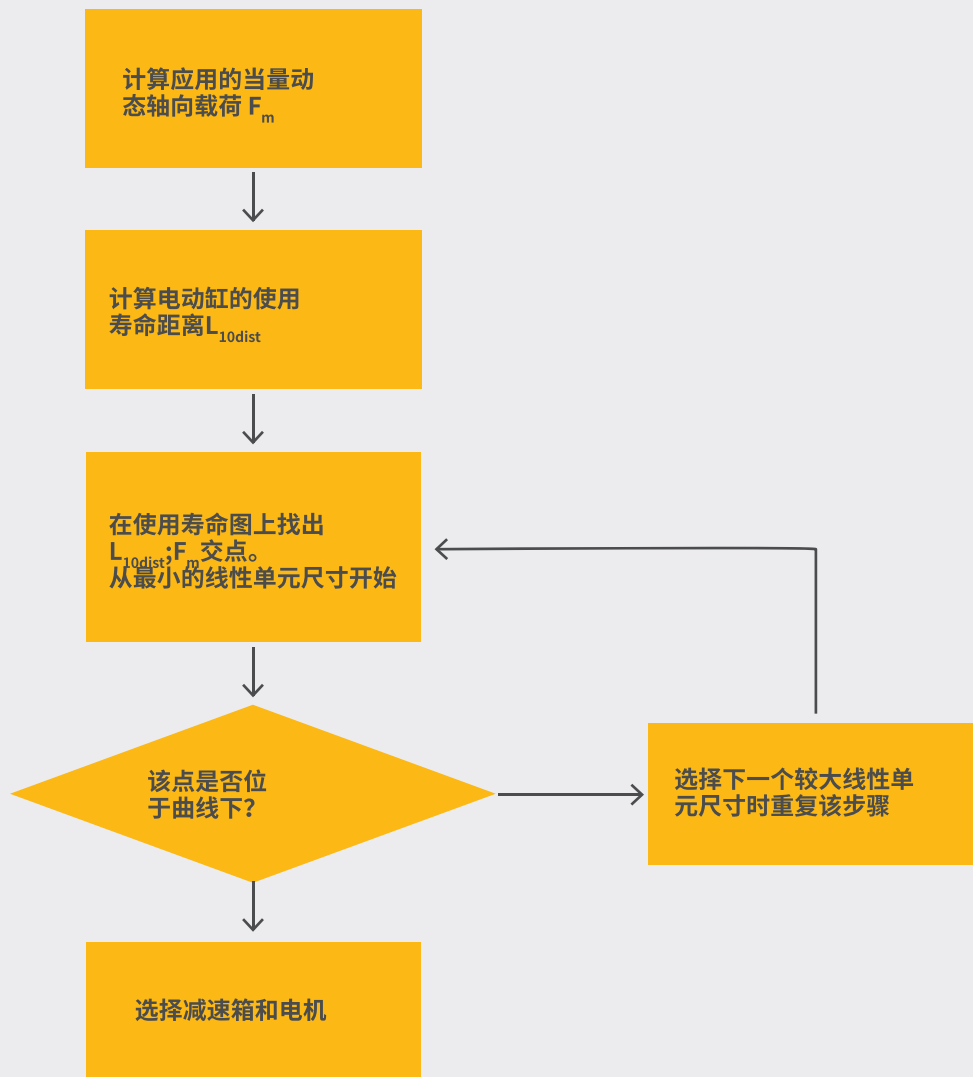 计算应用的当量动
态轴向载荷 Fm
计算电动缸的使用
寿命距离L10dist
在使用寿命图上找出
L10dist;Fm交点。
从最小的线性单元尺寸开始
该点是否位
于曲线下?
选择下一个较大线性单
元尺寸时重复该步骤
选择减速箱和电机